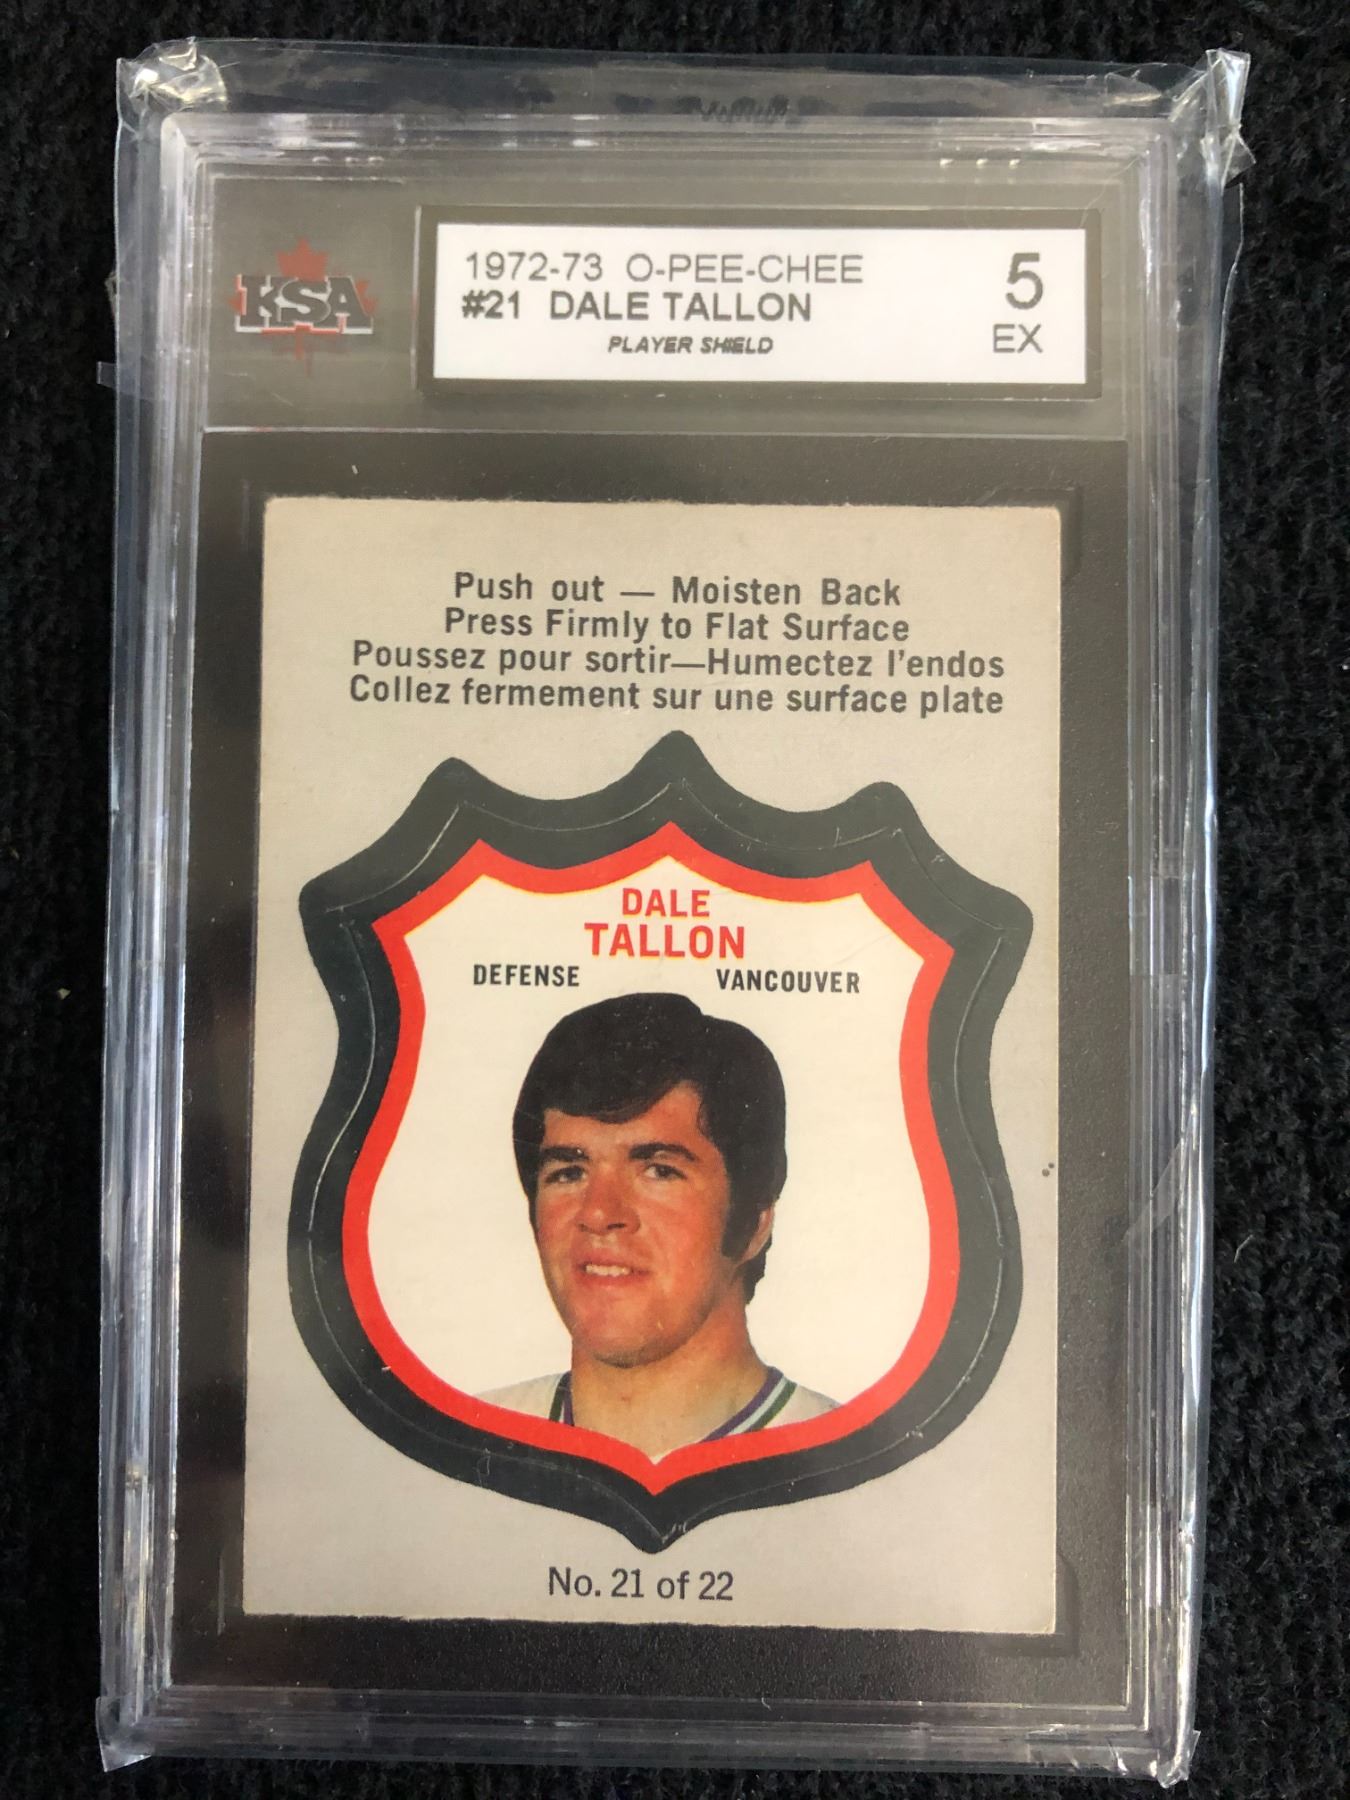 KSA
1972-73 O-PEE-CHEE
#21 DALE TALLON
PLAYER SHIELD
5
EX
Push out — Moisten Back
Press Firmly to Flat Surface
Poussez pour sortir—Humectez l'endos
Collez fermement sur une surface plate
DALE
TALLON
DEFENSE VANCOUVER
No. 21 of 22